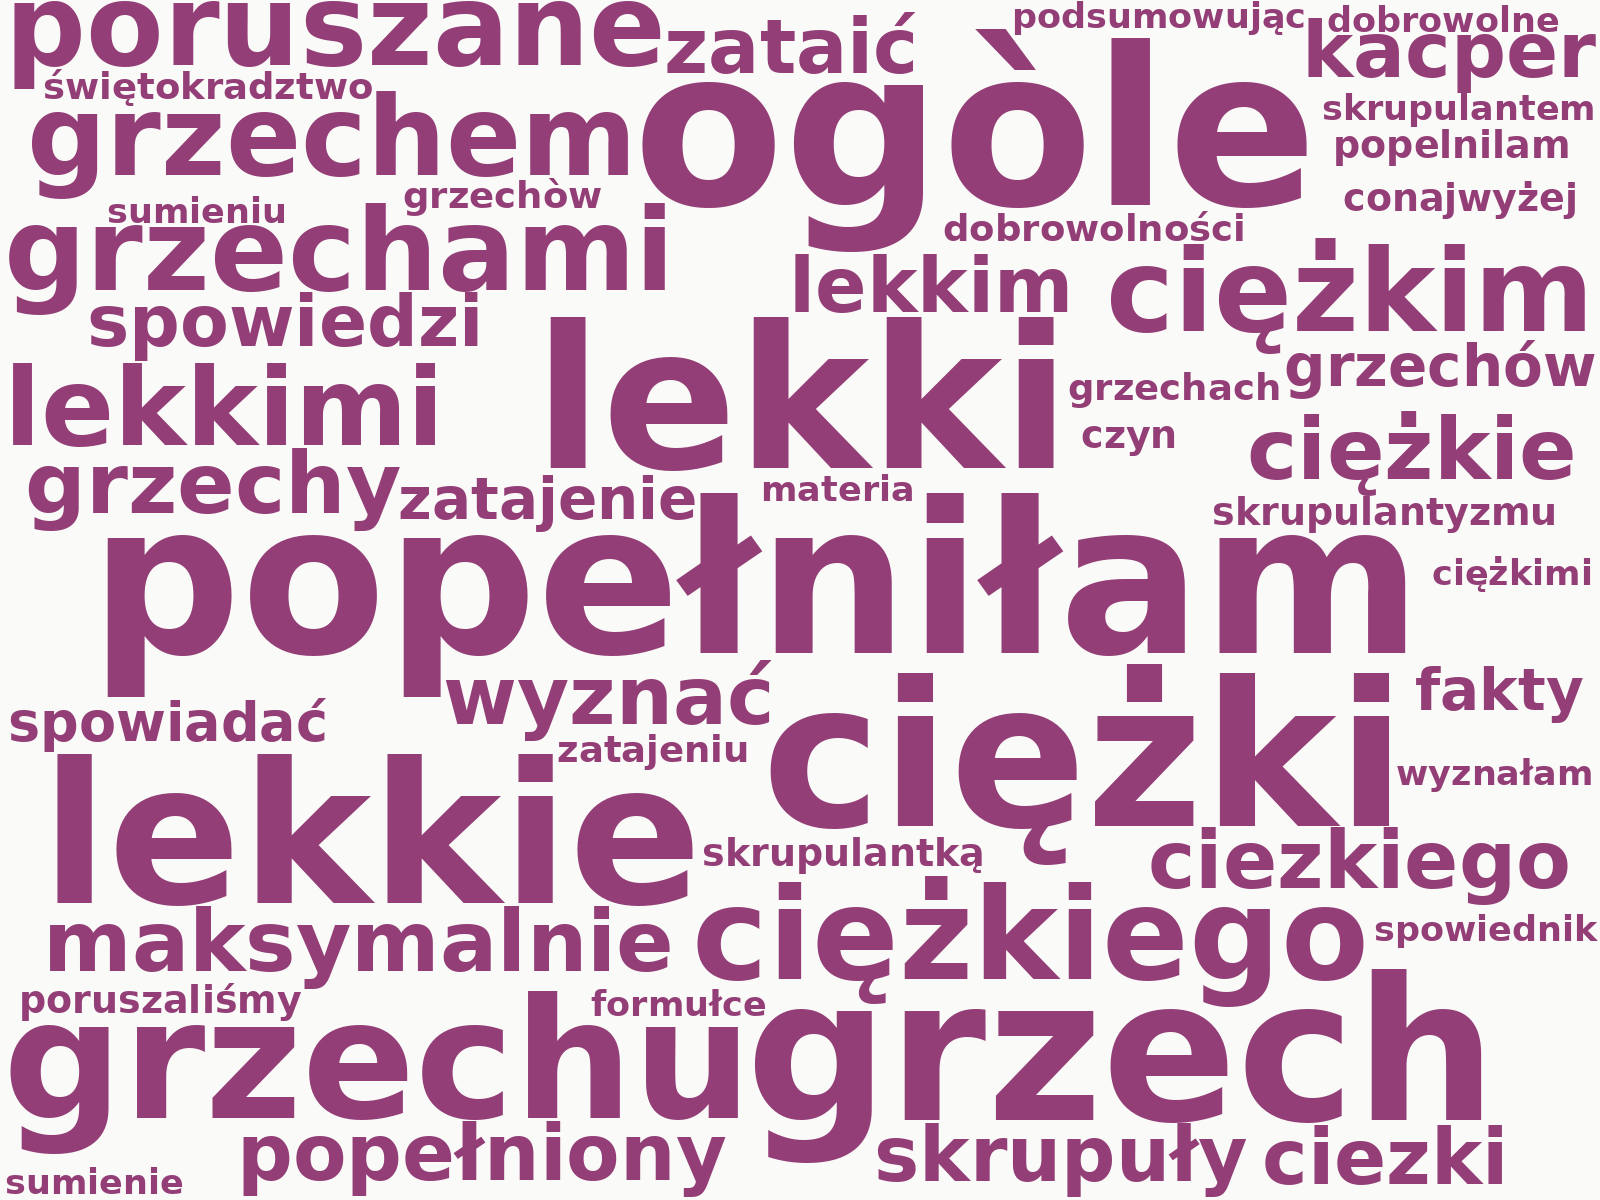 poruszane
zataić
podsumowując
dobrowolne
kacper
świętokradztwo
ogòle
skrupulantem
grzechem
popelnilam
grzechòw
conajwyżej
sumieniu
dobrowolności
grzechami
lekkim
ciężkim
spowiedzi
lekki
grzechów
lekkimi
grzechach
czyn
ciężkie
grzechy
zatajenie
materia
skrupulantyzmu
popełniłam
ciężkimi
wyznać
ciężki
fakty
spowiadać
zatajeniu
wyznałam
lekkie
skrupulantką
ciezkiego
maksymalnie
ciężkiego
spowiednik
poruszaliśmy
formułce
grzechu
grzech
popełniony
skrupuły
ciezki
sumienie